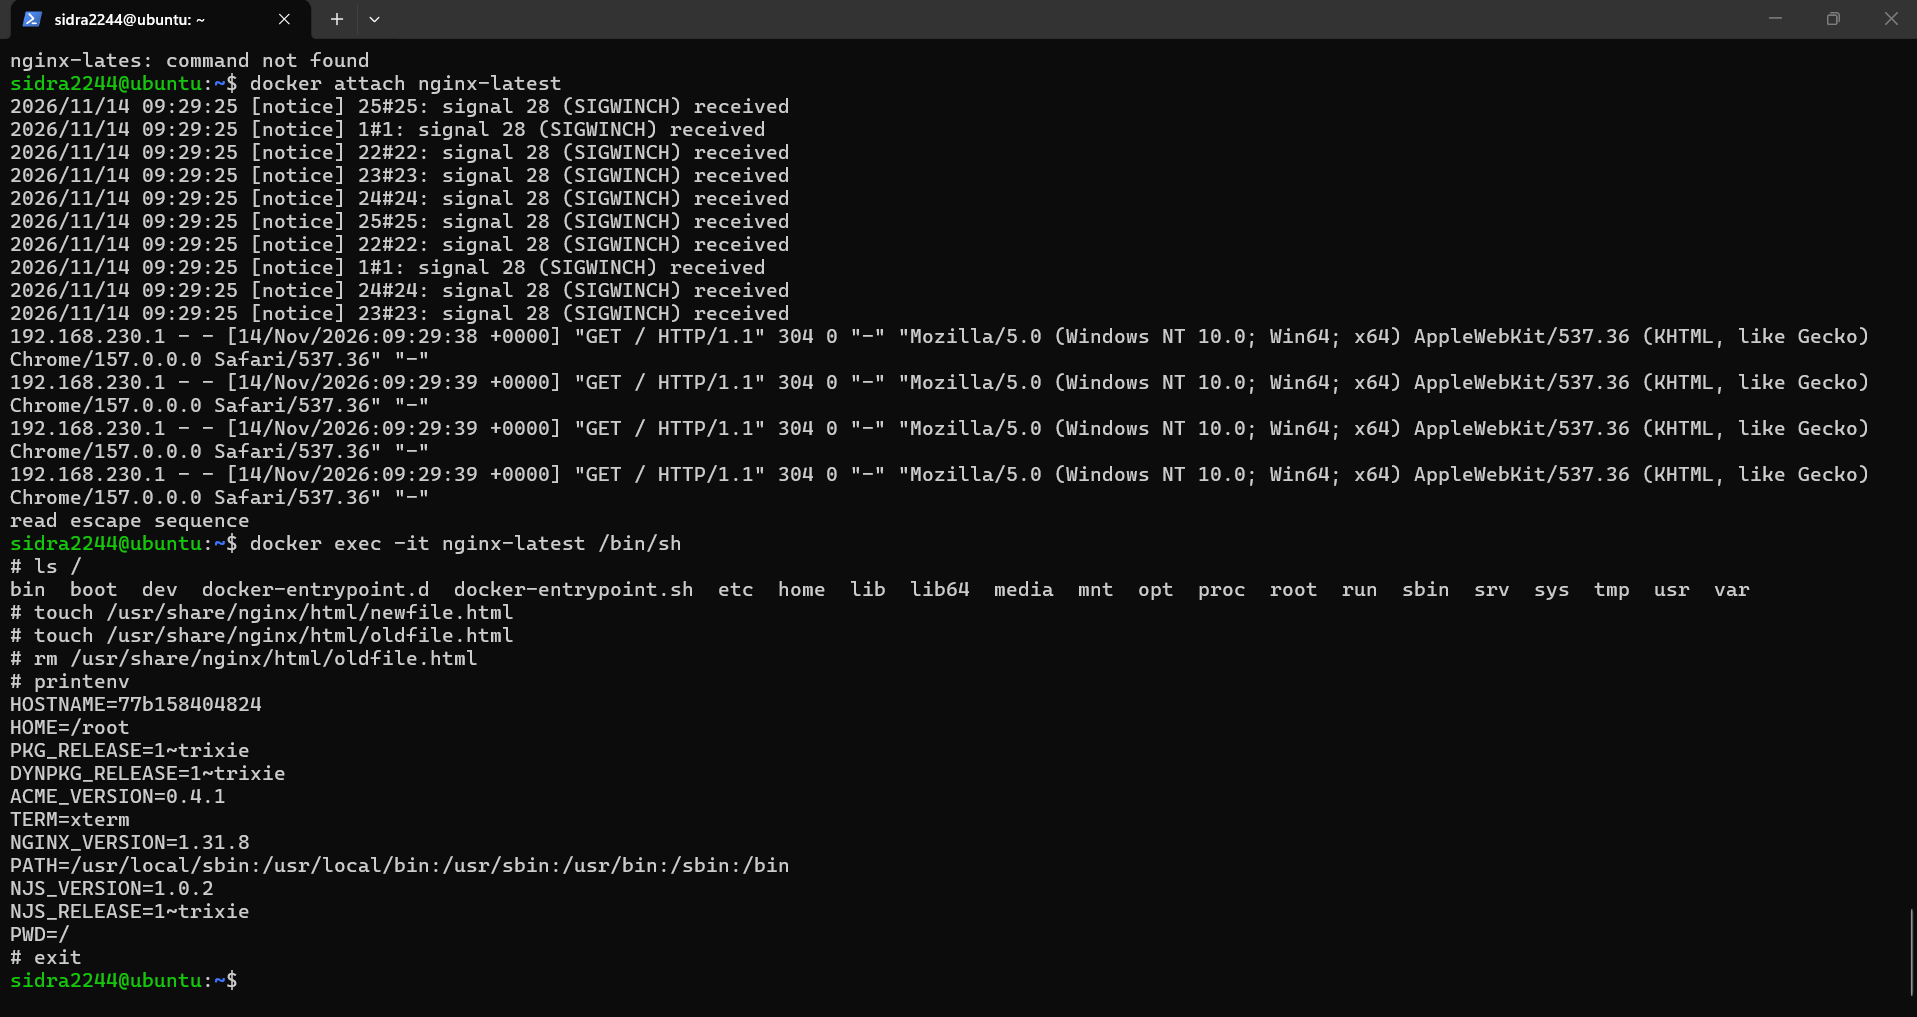 sidra2244@ubuntu: ~
nginx-lates: command not found
sidra2244@ubuntu:~$ docker attach nginx-latest
2026/11/14 09:29:25 [notice] 25#25: signal 28 (SIGWINCH) received
2026/11/14 09:29:25 [notice] 1#1: signal 28 (SIGWINCH) received
2026/11/14 09:29:25 [notice] 22#22: signal 28 (SIGWINCH) received
2026/11/14 09:29:25 [notice] 23#23: signal 28 (SIGWINCH) received
2026/11/14 09:29:25 [notice] 24#24: signal 28 (SIGWINCH) received
2026/11/14 09:29:25 [notice] 25#25: signal 28 (SIGWINCH) received
2026/11/14 09:29:25 [notice] 22#22: signal 28 (SIGWINCH) received
2026/11/14 09:29:25 [notice] 1#1: signal 28 (SIGWINCH) received
2026/11/14 09:29:25 [notice] 24#24: signal 28 (SIGWINCH) received
2026/11/14 09:29:25 [notice] 23#23: signal 28 (SIGWINCH) received
192.168.230.1 - - [14/Nov/2026:09:29:38 +0000] "GET / HTTP/1.1" 304 0 "-" "Mozilla/5.0 (Windows NT 10.0; Win64; x64) AppleWebKit/537.36 (KHTML, like Gecko)
Chrome/157.0.0.0 Safari/537.36" "-"
192.168.230.1 - - [14/Nov/2026:09:29:39 +0000] "GET / HTTP/1.1" 304 0 "-" "Mozilla/5.0 (Windows NT 10.0; Win64; x64) AppleWebKit/537.36 (KHTML, like Gecko)
Chrome/157.0.0.0 Safari/537.36" "-"
192.168.230.1 - - [14/Nov/2026:09:29:39 +0000] "GET / HTTP/1.1" 304 0 "-" "Mozilla/5.0 (Windows NT 10.0; Win64; x64) AppleWebKit/537.36 (KHTML, like Gecko)
Chrome/157.0.0.0 Safari/537.36" "-"
192.168.230.1 - - [14/Nov/2026:09:29:39 +0000] "GET / HTTP/1.1" 304 0 "-" "Mozilla/5.0 (Windows NT 10.0; Win64; x64) AppleWebKit/537.36 (KHTML, like Gecko)
Chrome/157.0.0.0 Safari/537.36" "-"
read escape sequence
sidra2244@ubuntu:~$ docker exec -it nginx-latest /bin/sh
# ls /
bin  boot  dev  docker-entrypoint.d  docker-entrypoint.sh  etc  home  lib  lib64  media  mnt  opt  proc  root  run  sbin  srv  sys  tmp  usr  var
# touch /usr/share/nginx/html/newfile.html
# touch /usr/share/nginx/html/oldfile.html
# rm /usr/share/nginx/html/oldfile.html
# printenv
HOSTNAME=77b158404824
HOME=/root
PKG_RELEASE=1~trixie
DYNPKG_RELEASE=1~trixie
ACME_VERSION=0.4.1
TERM=xterm
NGINX_VERSION=1.31.8
PATH=/usr/local/sbin:/usr/local/bin:/usr/sbin:/usr/bin:/sbin:/bin
NJS_VERSION=1.0.2
NJS_RELEASE=1~trixie
PWD=/
# exit
sidra2244@ubuntu:~$